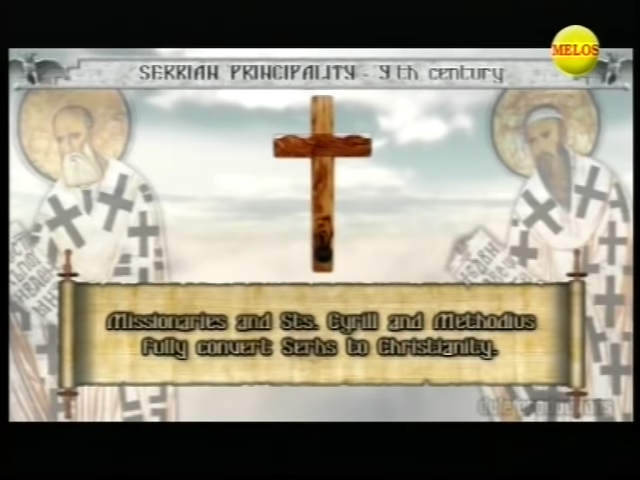 MELOS
SERBIAN PRINCIPALITY - 9th century
Missionaries and Sts. Cyrill and Methodius
fully convert Serbs to Christianity.